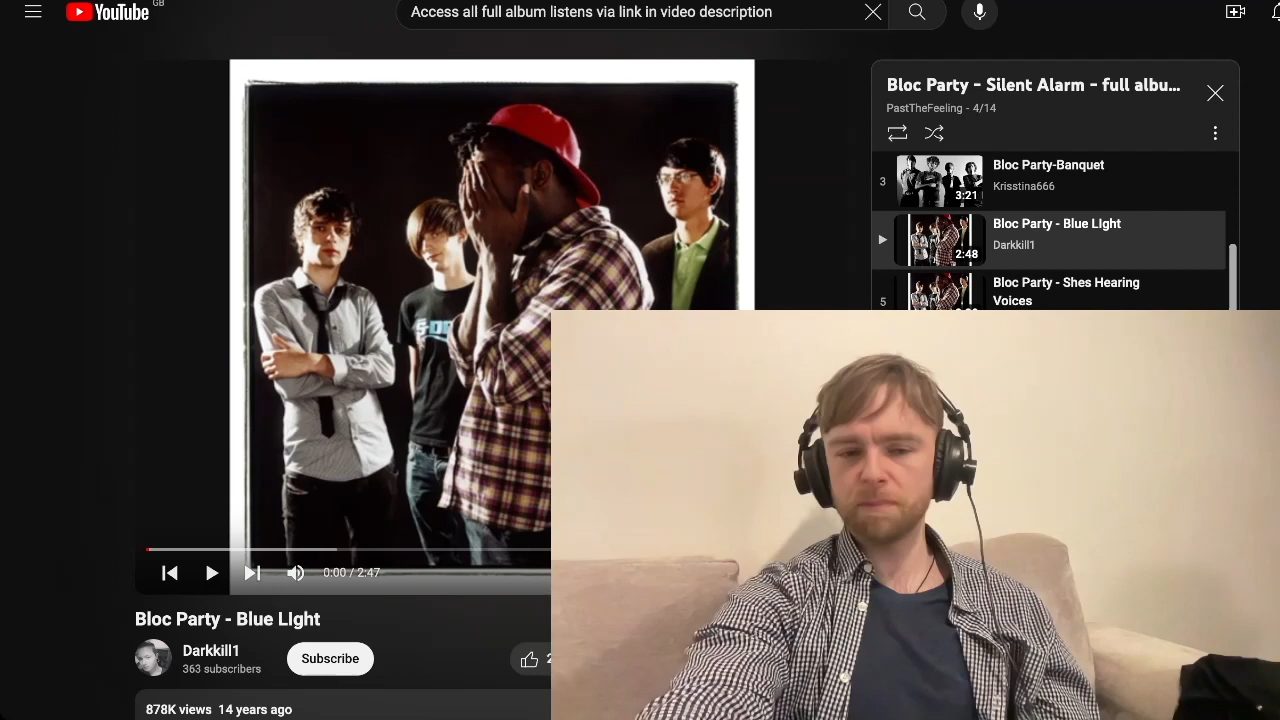 YouTube GB
Access all full album listens via link in video description
Bloc Party - Silent Alarm - full albu...
PastTheFeeling - 4/14
3
3:21
Bloc Party-Banquet
Krisstina666
2:48
Bloc Party - Blue LIght
Darkkill1
5
Bloc Party - Shes Hearing
Voices
0:00 / 2:47
Bloc Party - Blue LIght
Darkkill1
363 subscribers
Subscribe
878K views 14 years ago